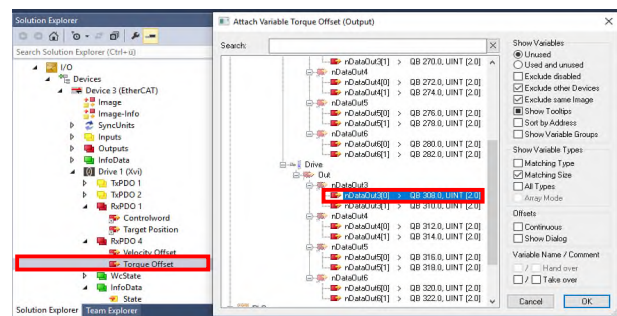 Solution Explorer
Search Solution Explorer (Ctrl+ü)
I/O
Devices
Device 3 (EtherCAT)
Image
Image-Info
SyncUnits
Inputs
Outputs
InfoData
Drive 1 (Xvi)
TxPDO 1
TxPDO 2
RxPDO 1
Controlword
Target Position
RxPDO 4
Velocity Offset
Torque Offset
WcState
InfoData
State
Solution Explorer Team Explorer
Attach Variable Torque Offset (Output)
Search:
nDataOut3[1] > QB 270.0, UINT [2.0]
nDataOut4
nDataOut4[0] > QB 272.0, UINT [2.0]
nDataOut4[1] > QB 274.0, UINT [2.0]
nDataOut5
nDataOut5[0] > QB 276.0, UINT [2.0]
nDataOut5[1] > QB 278.0, UINT [2.0]
nDataOut6
nDataOut6[0] > QB 280.0, UINT [2.0]
nDataOut6[1] > QB 282.0, UINT [2.0]
Drive
Out
nDataOut3
nDataOut3[0] > QB 308.0, UINT [2.0]
nDataOut3[1] > QB 310.0, UINT [2.0]
nDataOut4
nDataOut4[0] > QB 312.0, UINT [2.0]
nDataOut4[1] > QB 314.0, UINT [2.0]
nDataOut5
nDataOut5[0] > QB 316.0, UINT [2.0]
nDataOut5[1] > QB 318.0, UINT [2.0]
nDataOut6
nDataOut6[0] > QB 320.0, UINT [2.0]
nDataOut6[1] > QB 322.0, UINT [2.0]
Show Variables
Unused
Used and unused
Exclude disabled
Exclude other Devices
Exclude same Image
Show Tooltips
Sort by Address
Show Variable Groups
Show Variable Types
Matching Type
Matching Size
All Types
Array Mode
Offsets
Continuous
Show Dialog
Variable Name / Comment
/ Hand over
/ Take over
Cancel OK